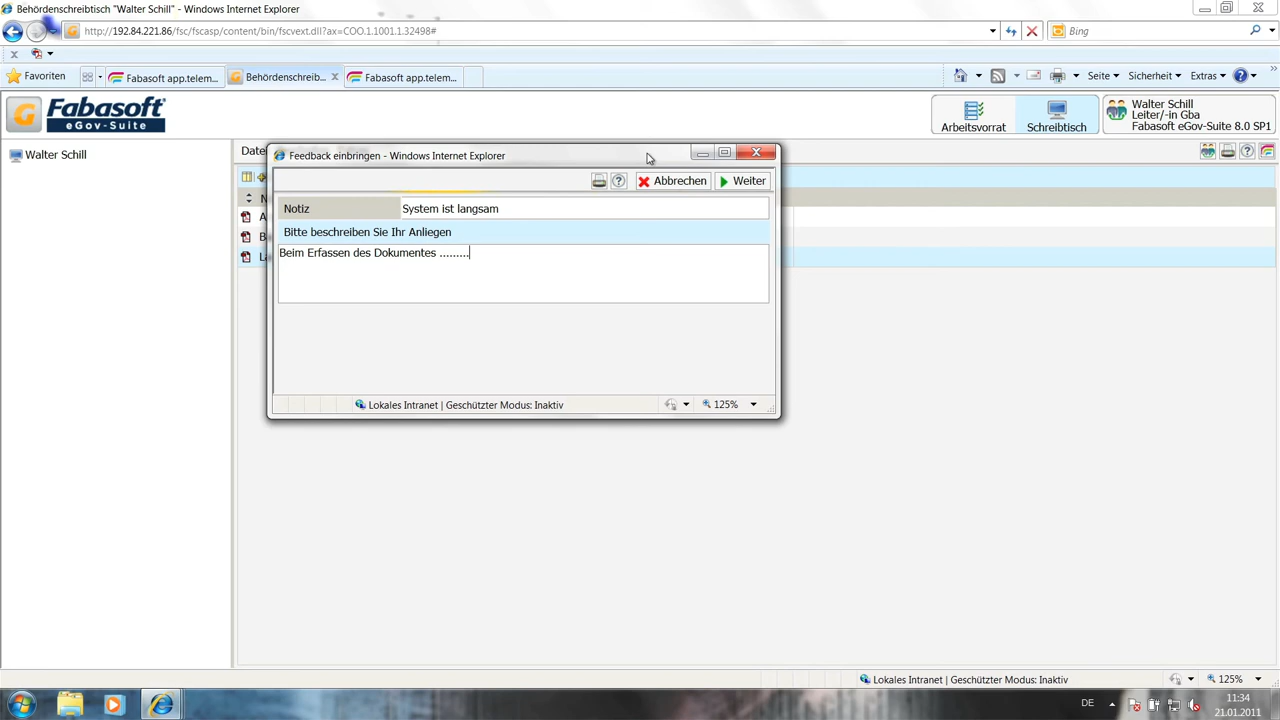 Behördenschreibtisch "Walter Schill" - Windows Internet Explorer
http://192.84.221.86/fsc/fscasp/content/bin/fscvext.dll?ax=COO.1.1001.1.32498#
Bing
Favoriten
Fabasoft app.telem...
Behördenschreib...
Fabasoft app.telem...
Seite
Sicherheit
Extras
Fabasoft
eGov-Suite
Arbeitsvorrat
Schreibtisch
Walter Schill
Leiter/-in Gba
Fabasoft eGov-Suite 8.0 SP1
Walter Schill
Feedback einbringen - Windows Internet Explorer
Abbrechen
Weiter
Notiz
System ist langsam
Bitte beschreiben Sie Ihr Anliegen
Beim Erfassen des Dokumentes .........
Lokales Intranet | Geschützter Modus: Inaktiv
125%
Lokales Intranet | Geschützter Modus: Inaktiv
125%
DE
11:34
21.01.2011